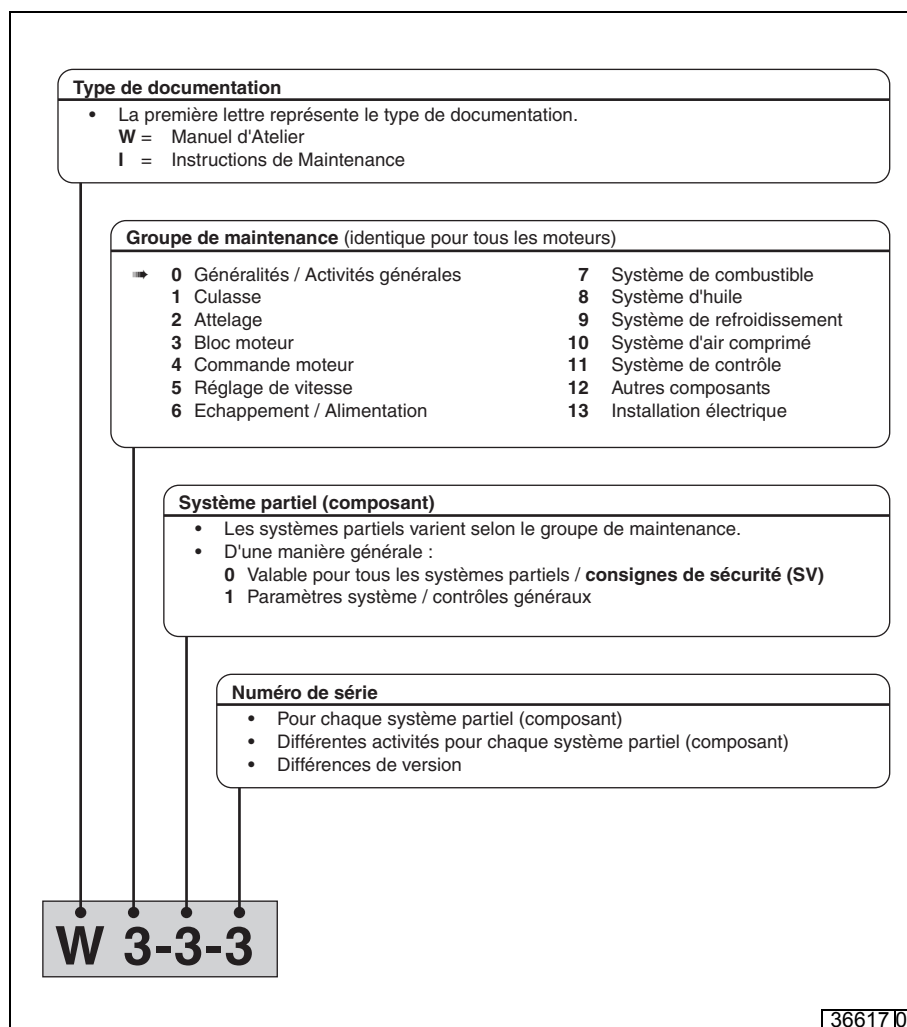 Type de documentation
• La première lettre représente le type de documentation.
W = Manuel d'Atelier
I = Instructions de Maintenance
Groupe de maintenance (identique pour tous les moteurs)
➠ 0 Généralités / Activités générales
1 Culasse
2 Attelage
3 Bloc moteur
4 Commande moteur
5 Réglage de vitesse
6 Echappement / Alimentation
7 Système de combustible
8 Système d'huile
9 Système de refroidissement
10 Système d'air comprimé
11 Système de contrôle
12 Autres composants
13 Installation électrique
Système partiel (composant)
• Les systèmes partiels varient selon le groupe de maintenance.
• D'une manière générale :
0 Valable pour tous les systèmes partiels / consignes de sécurité (SV)
1 Paramètres système / contrôles généraux
Numéro de série
• Pour chaque système partiel (composant)
• Différentes activités pour chaque système partiel (composant)
• Différences de version
W 3-3-3
36617 0